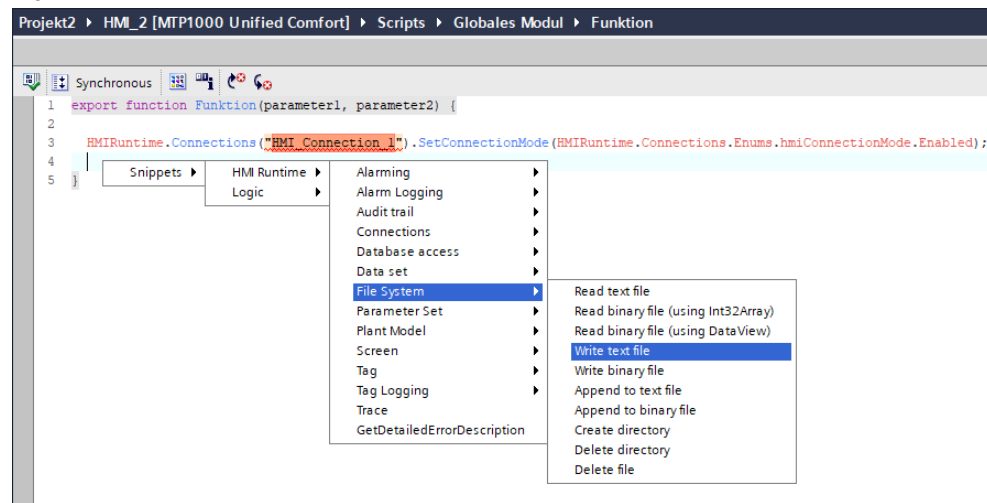 Projekt2 ▸ HMI_2 [MTP1000 Unified Comfort] ▸ Scripts ▸ Globales Modul ▸ Funktion
Synchronous
1 export function Funktion(parameter1, parameter2) {
2
3 HMIRuntime.Connections("HMI_Connection_1").SetConnectionMode(HMIRuntime.Connections.Enums.hmiConnectionMode.Enabled);
4
5 }
Snippets
HMI Runtime
Logic
Alarming
Alarm Logging
Audit trail
Connections
Database access
Data set
File System
Parameter Set
Plant Model
Screen
Tag
Tag Logging
Trace
GetDetailedErrorDescription
Read text file
Read binary file (using Int32Array)
Read binary file (using DataView)
Write text file
Write binary file
Append to text file
Append to binary file
Create directory
Delete directory
Delete file